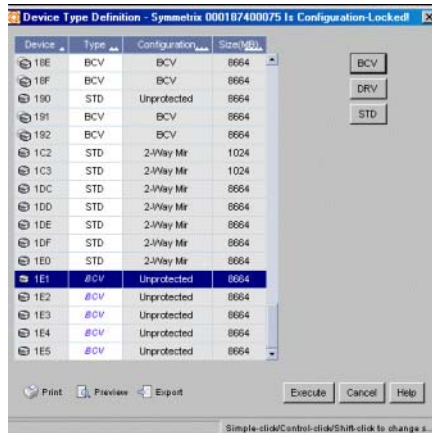 Device Type Definition - Symmetrix 000187400075 Is Configuration-Locked!
Device Type Configuration Size(MB)
18E BCV BCV 8664
18F BCV BCV 8664
190 STD Unprotected 8664
191 BCV BCV 8664
192 BCV BCV 8664
1C2 STD 2-Way Mir 1024
1C3 STD 2-Way Mir 1024
1DC STD 2-Way Mir 8664
1DD STD 2-Way Mir 8664
1DE STD 2-Way Mir 8664
1DF STD 2-Way Mir 8664
1E0 STD 2-Way Mir 8664
1E1 BCV Unprotected 8664
1E2 BCV Unprotected 8664
1E3 BCV Unprotected 8664
1E4 BCV Unprotected 8664
1E5 BCV Unprotected 8664
BCV
DRV
STD
Print Preview Export Execute Cancel Help
Simple-click/Control-click/Shift-click to change s...